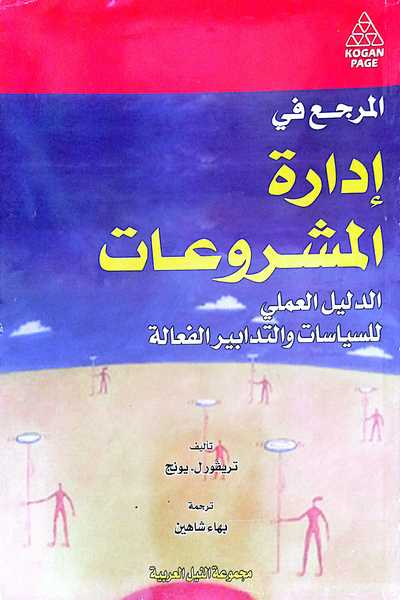 KOGAN
PAGE
المرجع في
إدارة
المشروعات
الدليل العملي
للسياسات والتدابير الفعالة
تأليف
تريڤور ل. يونج
ترجمة
بهاء شاهين
مجموعة النيل العربية